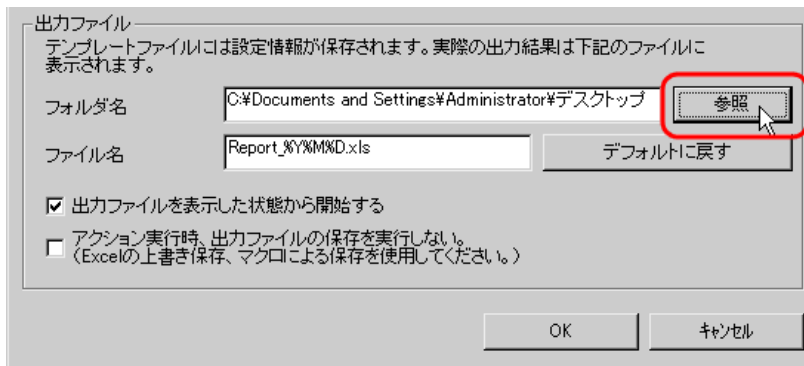 出力ファイル
テンプレートファイルには設定情報が保存されます。実際の出力結果は下記のファイルに
表示されます。
フォルダ名
C:¥Documents and Settings¥Administrator¥デスクトップ
参照
ファイル名
Report_%Y%M%D.xls
デフォルトに戻す
出力ファイルを表示した状態から開始する
アクション実行時、出力ファイルの保存を実行しない。
（Excelの上書き保存、マクロによる保存を使用してください。）
OK
キャンセル